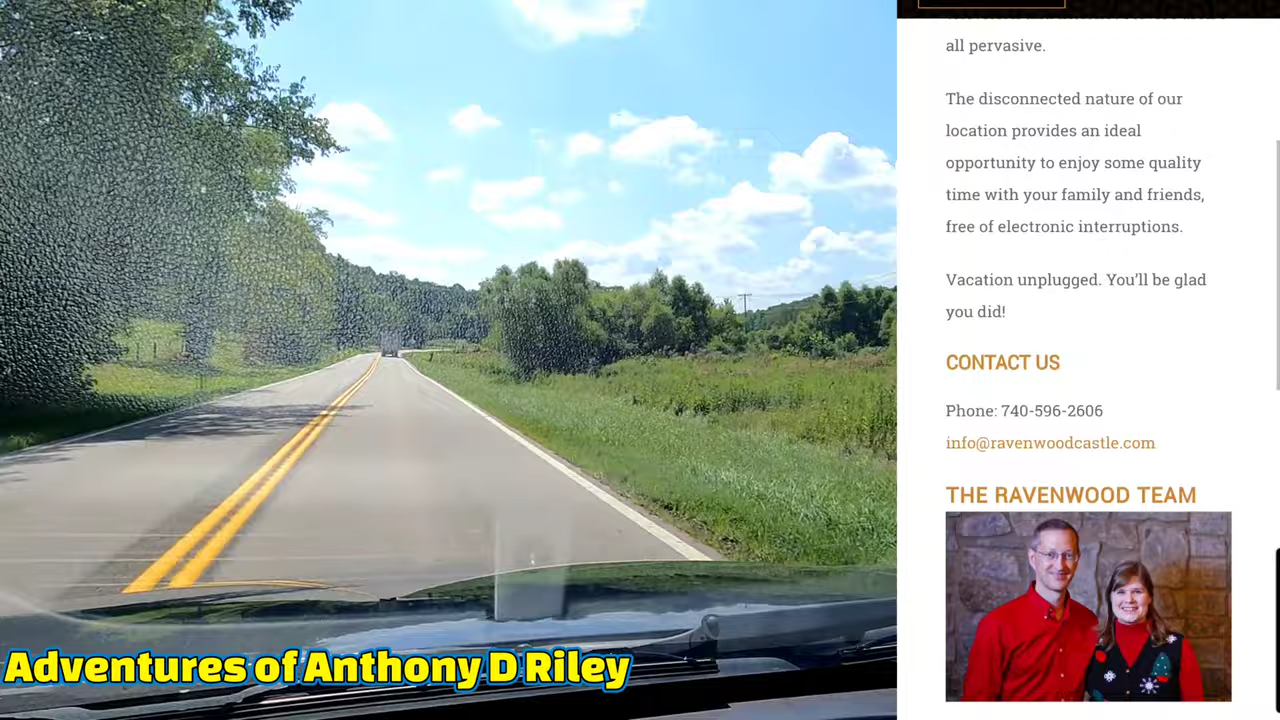 all pervasive.
The disconnected nature of our
location provides an ideal
opportunity to enjoy some quality
time with your family and friends,
free of electronic interruptions.
Vacation unplugged. You’ll be glad
you did!
CONTACT US
Phone: 740-596-2606
info@ravenwoodcastle.com
THE RAVENWOOD TEAM
Adventures of Anthony D Riley